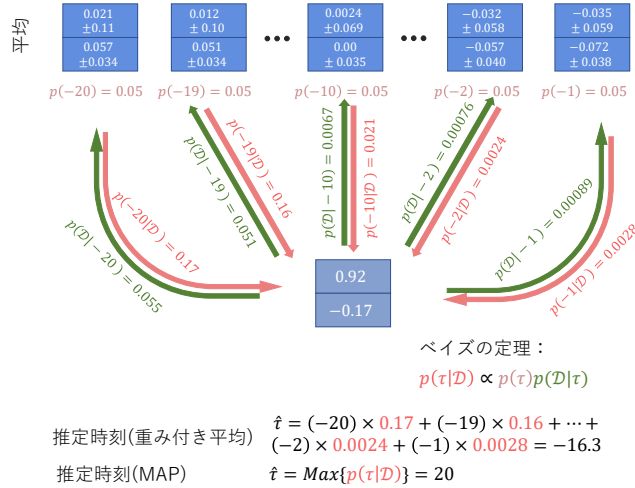 平均
0.021 ±0.11
0.057 ±0.034
0.012 ± 0.10
0.051 ±0.034
•••
0.0024 ±0.069
0.00 ± 0.035
•••
−0.032 ± 0.058
−0.057 ± 0.040
−0.035 ± 0.059
−0.072 ± 0.038
p(−20) = 0.05
p(−19) = 0.05
p(−10) = 0.05
p(−2) = 0.05
p(−1) = 0.05
p(−20|𝒟) = 0.17
p(𝒟|−20) = 0.055
p(−19|𝒟) = 0.16
p(𝒟|−19) = 0.051
p(𝒟|−10) = 0.0067
p(−10|𝒟) = 0.021
p(𝒟|−2) = 0.00076
p(−2|𝒟) = 0.0024
p(𝒟|−1) = 0.00089
p(−1|𝒟) = 0.0028
0.92
−0.17
ベイズの定理：
p(τ|𝒟) ∝ p(τ)p(𝒟|τ)
推定時刻(重み付き平均)
τ̂ = (−20) × 0.17 + (−19) × 0.16 + ⋯ +
(−2) × 0.0024 + (−1) × 0.0028 = −16.3
推定時刻(MAP)
τ̂ = Max{p(τ|𝒟)} = 20